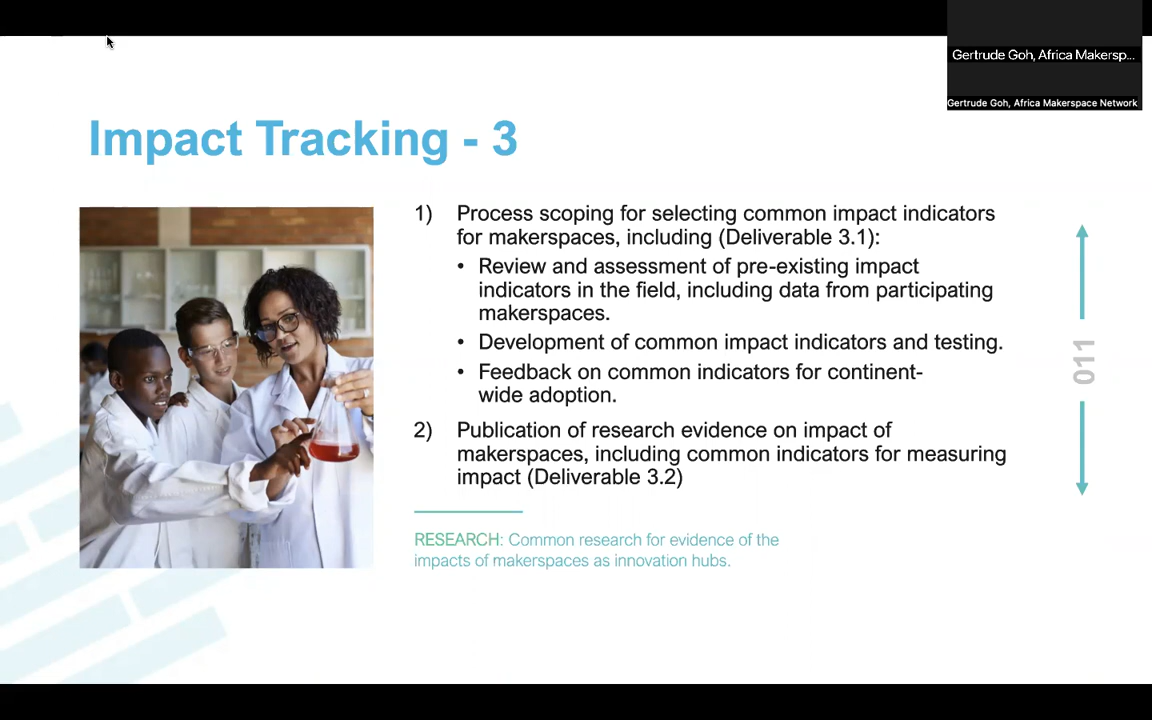 Gertrude Goh, Africa Makersp...
Gertrude Goh, Africa Makerspace Network
Impact Tracking - 3
1) Process scoping for selecting common impact indicators
for makerspaces, including (Deliverable 3.1):
• Review and assessment of pre-existing impact
indicators in the field, including data from participating
makerspaces.
• Development of common impact indicators and testing.
• Feedback on common indicators for continent-
wide adoption.
2) Publication of research evidence on impact of
makerspaces, including common indicators for measuring
impact (Deliverable 3.2)
RESEARCH: Common research for evidence of the
impacts of makerspaces as innovation hubs.
011